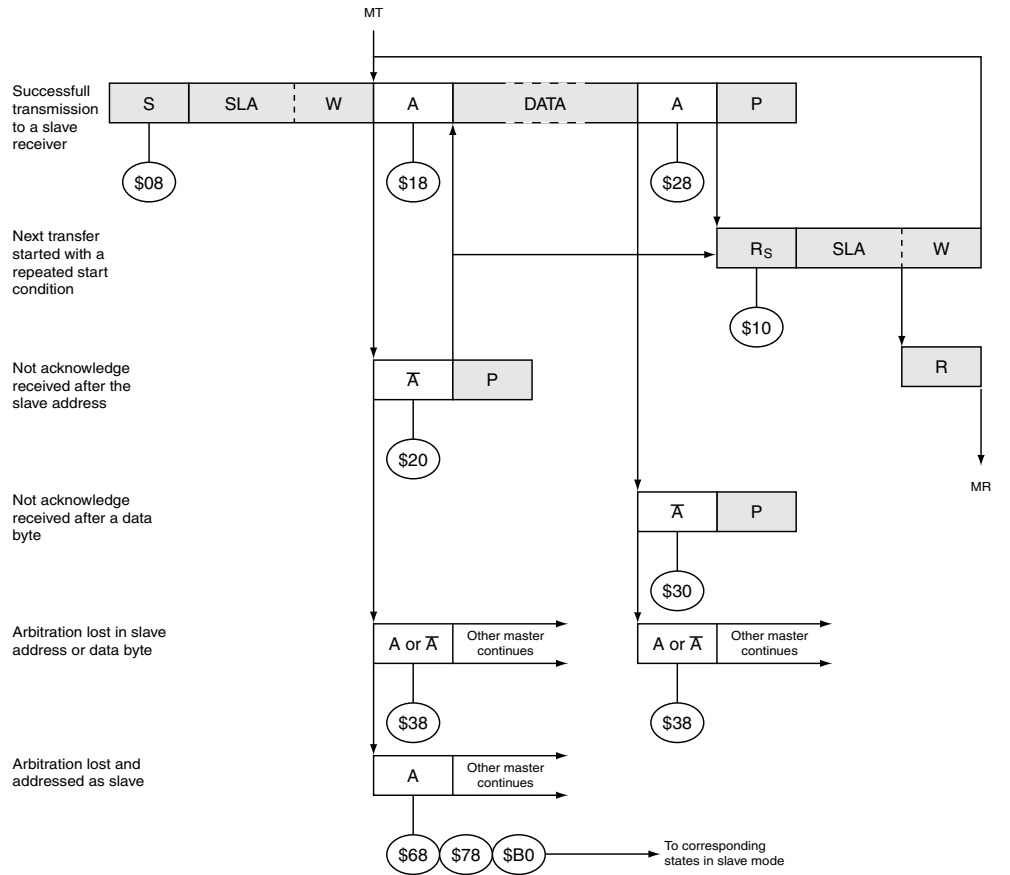 MT
Successfull
transmission
to a slave
receiver
S SLA W A DATA A P
$08 $18 $28
Next transfer
started with a
repeated start
condition
RS SLA W
$10
Not acknowledge
received after the
slave address
A̅ P
R
$20
MR
Not acknowledge
received after a data
byte
A̅ P
$30
Arbitration lost in slave
address or data byte
A or A̅ Other master
continues
A or A̅ Other master
continues
$38 $38
Arbitration lost and
addressed as slave
A Other master
continues
$68 $78 $B0 To corresponding
states in slave mode